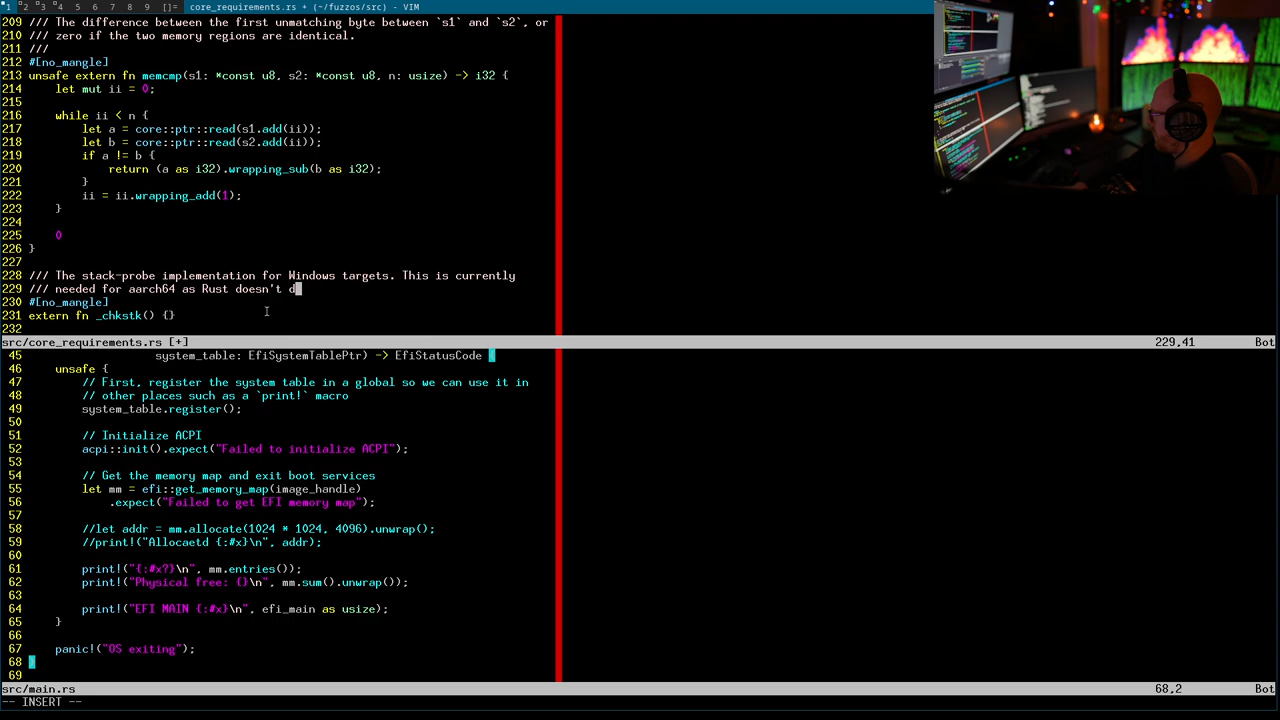 1 2 3 4 5 6 7 8 9 []= core_requirements.rs + (~/fuzzos/src) - VIM
209 /// The difference between the first unmatching byte between `s1` and `s2`, or
210 /// zero if the two memory regions are identical.
211 ///
212 #[no_mangle]
213 unsafe extern fn memcmp(s1: *const u8, s2: *const u8, n: usize) -> i32 {
214     let mut ii = 0;
215
216     while ii < n {
217         let a = core::ptr::read(s1.add(ii));
218         let b = core::ptr::read(s2.add(ii));
219         if a != b {
220             return (a as i32).wrapping_sub(b as i32);
221         }
222         ii = ii.wrapping_add(1);
223     }
224
225     0
226 }
227
228 /// The stack-probe implementation for Windows targets. This is currently
229 /// needed for aarch64 as Rust doesn't d
230 #[no_mangle]
231 extern fn _chkstk() {}
232
src/core_requirements.rs [+] 229,41 Bot
45                    system_table: EfiSystemTablePtr) -> EfiStatusCode {
46     unsafe {
47         // First, register the system table in a global so we can use it in
48         // other places such as a `print!` macro
49         system_table.register();
50
51         // Initialize ACPI
52         acpi::init().expect("Failed to initialize ACPI");
53
54         // Get the memory map and exit boot services
55         let mm = efi::get_memory_map(image_handle)
56             .expect("Failed to get EFI memory map");
57
58         //let addr = mm.allocate(1024 * 1024, 4096).unwrap();
59         //print!("Allocaetd {:#x}\n", addr);
60
61         print!("{:#x?}\n", mm.entries());
62         print!("Physical free: {}\n", mm.sum().unwrap());
63
64         print!("EFI MAIN {:#x}\n", efi_main as usize);
65     }
66
67     panic!("OS exiting");
68 }
69
src/main.rs 68,2 Bot
-- INSERT --